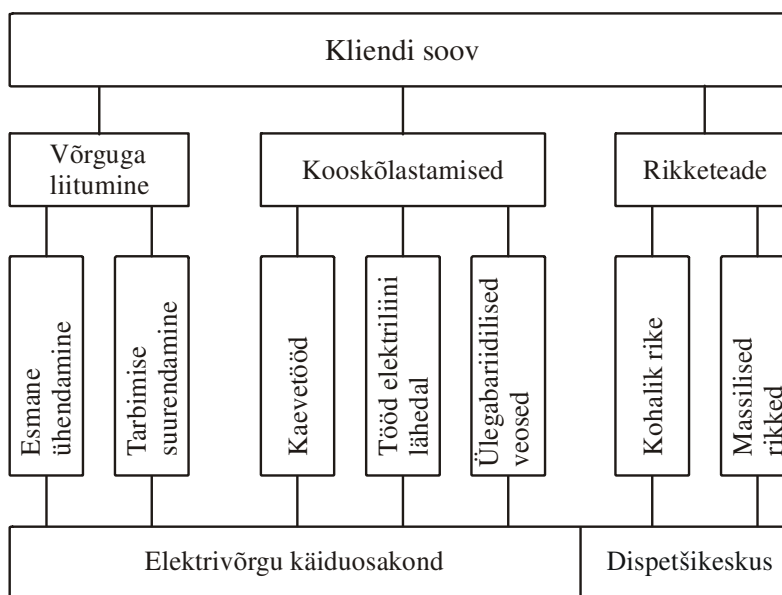 Kliendi soov
Võrguga
liitumine
Kooskõlastamised
Rikketeade
Esmane
ühendamine
Tarbimise
suurendamine
Kaevetööd
Tööd elektriliini
lähedal
Ülegabariidilised
veosed
Kohalik rike
Massilised
rikked
Elektrivõrgu käiduosakond
Dispetšikeskus